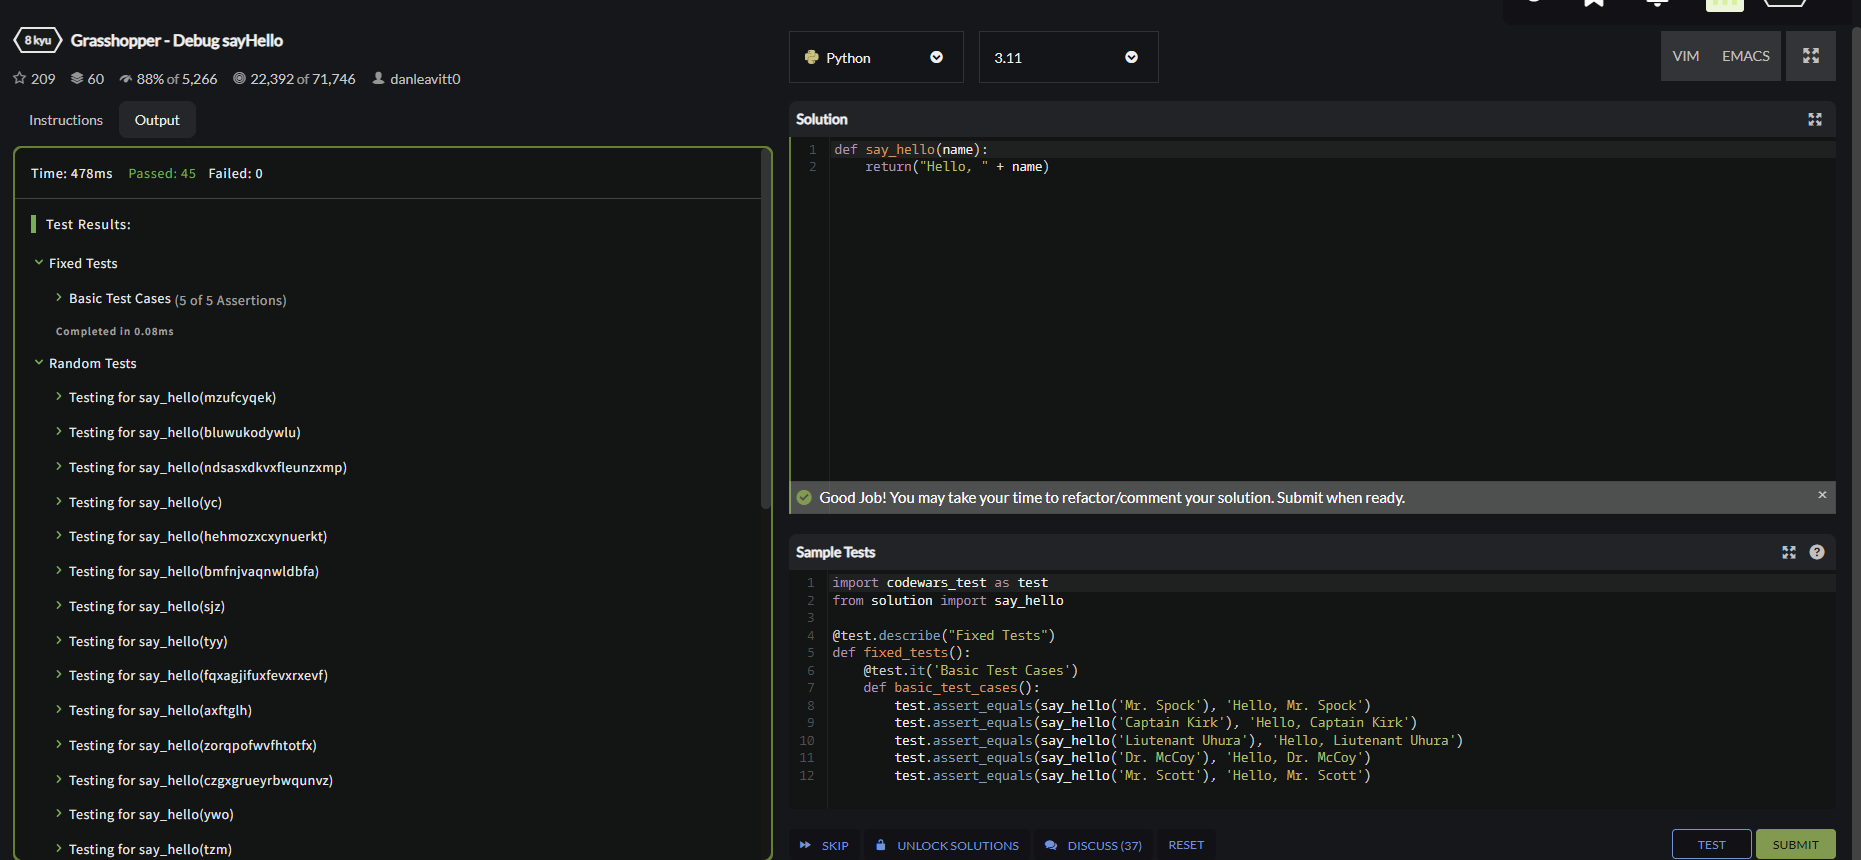 8 kyu Grasshopper - Debug sayHello
209 60 88% of 5,266 22,392 of 71,746 danleavitt0
Instructions Output
Time: 478ms Passed: 45 Failed: 0
Test Results:
Fixed Tests
Basic Test Cases (5 of 5 Assertions)
Completed in 0.08ms
Random Tests
Testing for say_hello(mzufcyqek)
Testing for say_hello(bluwukodywlu)
Testing for say_hello(ndsasxdkvxfleunzxmp)
Testing for say_hello(yc)
Testing for say_hello(hehmozxcxynuerkt)
Testing for say_hello(bmfnjvaqnwldbfa)
Testing for say_hello(sjz)
Testing for say_hello(tyy)
Testing for say_hello(fqxagjifuxfevxrxevf)
Testing for say_hello(axftglh)
Testing for say_hello(zorqpofwvfhtotfx)
Testing for say_hello(czgxgrueyrbwqunvz)
Testing for say_hello(ywo)
Testing for say_hello(tzm)
Python 3.11 VIM EMACS
Solution
1 def say_hello(name):
2     return("Hello, " + name)
Good Job! You may take your time to refactor/comment your solution. Submit when ready. ×
Sample Tests ?
1 import codewars_test as test
2 from solution import say_hello
3
4 @test.describe("Fixed Tests")
5 def fixed_tests():
6     @test.it('Basic Test Cases')
7     def basic_test_cases():
8         test.assert_equals(say_hello('Mr. Spock'), 'Hello, Mr. Spock')
9         test.assert_equals(say_hello('Captain Kirk'), 'Hello, Captain Kirk')
10         test.assert_equals(say_hello('Liutenant Uhura'), 'Hello, Liutenant Uhura')
11         test.assert_equals(say_hello('Dr. McCoy'), 'Hello, Dr. McCoy')
12         test.assert_equals(say_hello('Mr. Scott'), 'Hello, Mr. Scott')
SKIP UNLOCK SOLUTIONS DISCUSS (37) RESET TEST SUBMIT